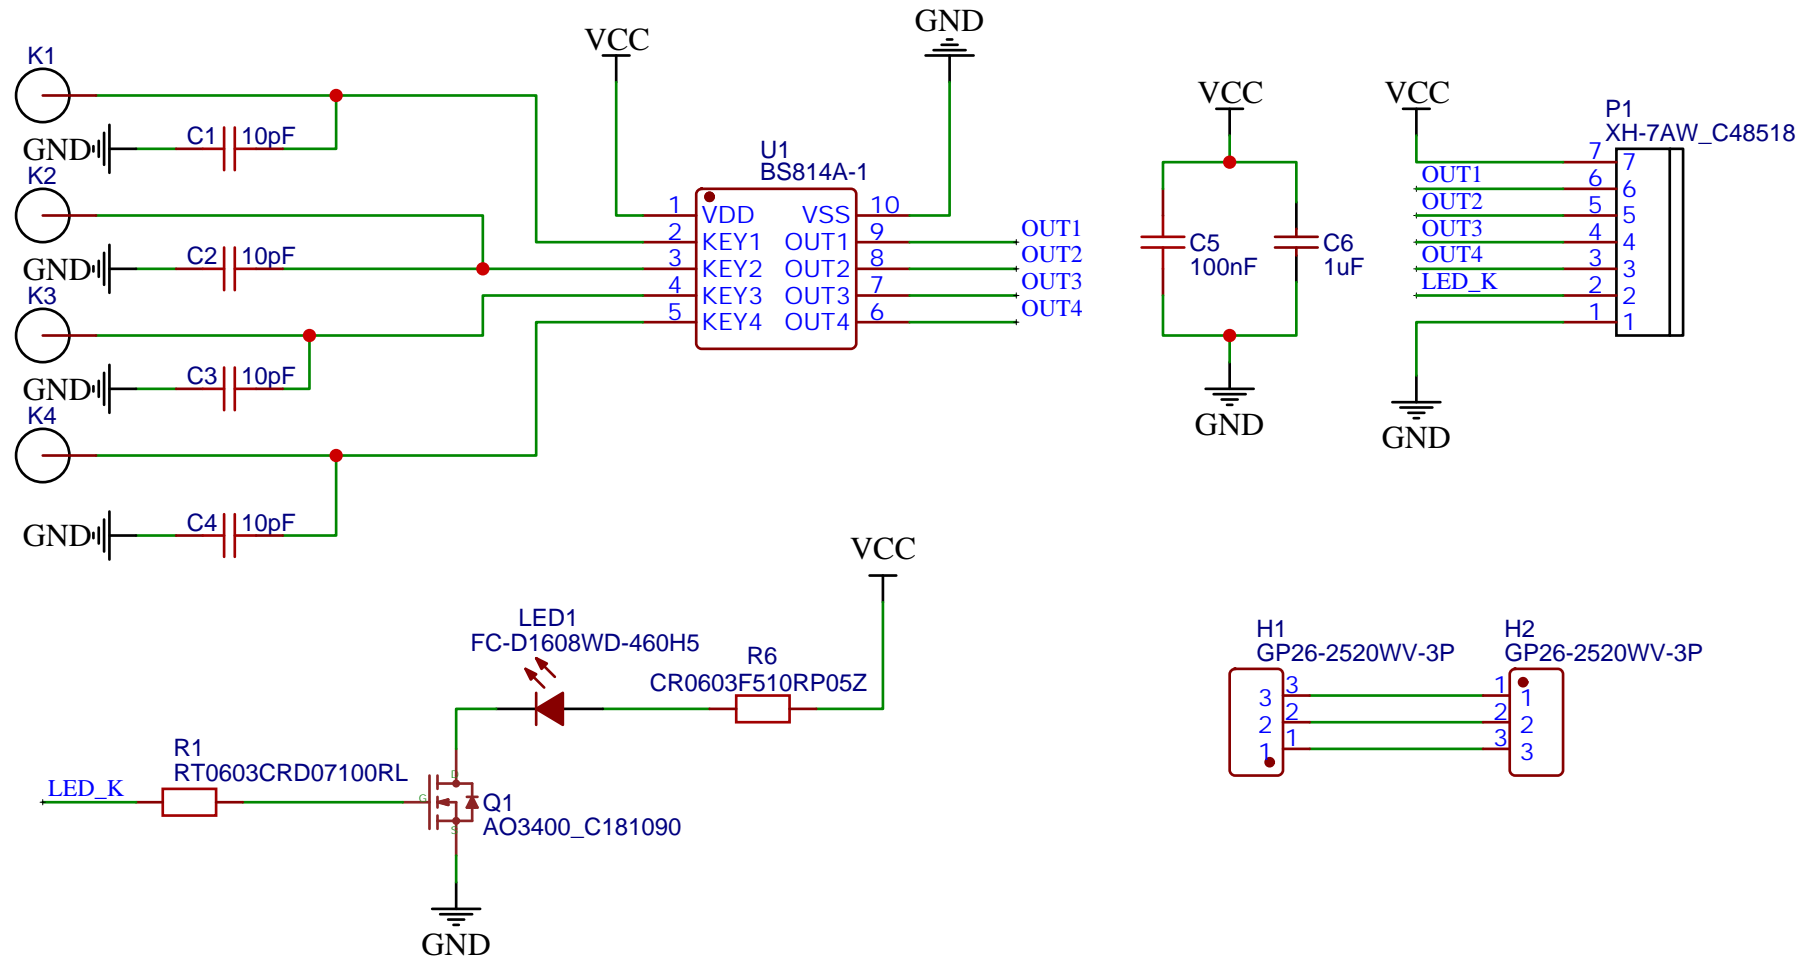 K1
C1 10pF
GND
K2
C2 10pF
GND
K3
C3 10pF
GND
K4
C4 10pF
GND
VCC
GND
U1
BS814A-1
1 VDD VSS 10
2 KEY1 OUT1 9 OUT1
3 KEY2 OUT2 8 OUT2
4 KEY3 OUT3 7 OUT3
5 KEY4 OUT4 6 OUT4
VCC
C5
100nF
C6
1uF
GND
VCC
P1
XH-7AW_C48518
7 7
OUT1 6 6
OUT2 5 5
OUT3 4 4
OUT4 3 3
LED_K 2 2
1 1
GND
VCC
LED1
FC-D1608WD-460H5
R6
CR0603F510RP05Z
R1
RT0603CRD07100RL
LED_K
D
G
S
Q1
AO3400_C181090
GND
H1
GP26-2520WV-3P
3 3
2 2
1 1
H2
GP26-2520WV-3P
1 1
2 2
3 3